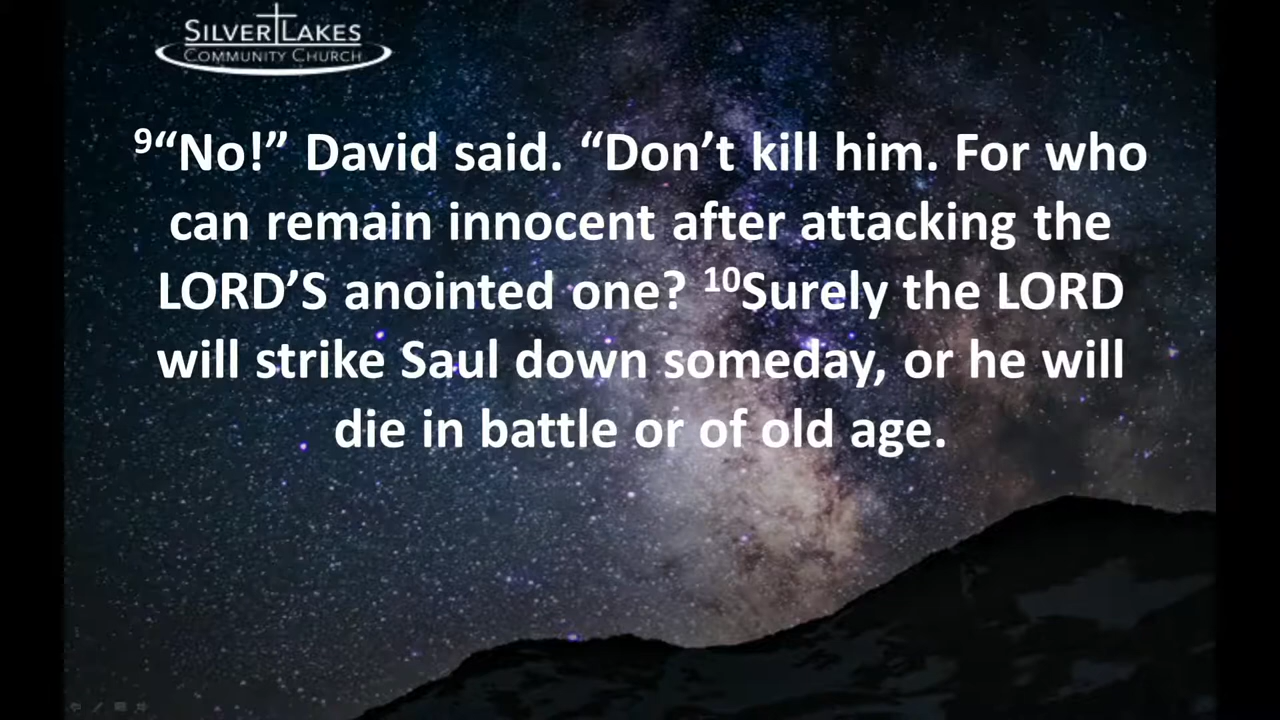 SILVER LAKES
COMMUNITY CHURCH
⁹“No!” David said. “Don’t kill him. For who
can remain innocent after attacking the
LORD’S anointed one? ¹⁰Surely the LORD
will strike Saul down someday, or he will
die in battle or of old age.